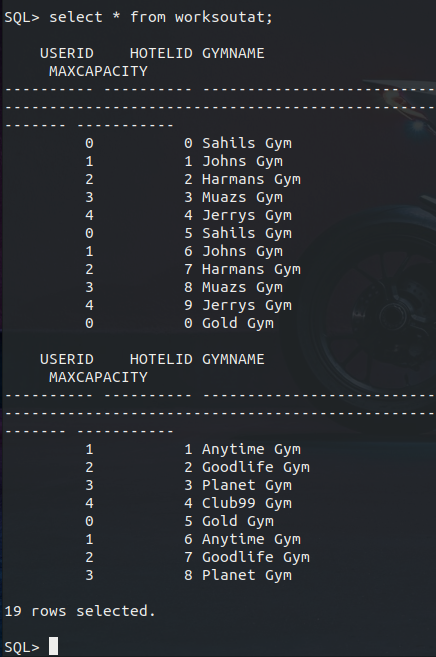 SQL> select * from worksoutat;
USERID HOTELID GYMNAME
MAXCAPACITY
---------- ---------- --------------------------
------------------------------------------------
------- -----------
0 0 Sahils Gym
1 1 Johns Gym
2 2 Harmans Gym
3 3 Muazs Gym
4 4 Jerrys Gym
0 5 Sahils Gym
1 6 Johns Gym
2 7 Harmans Gym
3 8 Muazs Gym
4 9 Jerrys Gym
0 0 Gold Gym
USERID HOTELID GYMNAME
MAXCAPACITY
---------- ---------- --------------------------
------------------------------------------------
------- -----------
1 1 Anytime Gym
2 2 Goodlife Gym
3 3 Planet Gym
4 4 Club99 Gym
0 5 Gold Gym
1 6 Anytime Gym
2 7 Goodlife Gym
3 8 Planet Gym
19 rows selected.
SQL>